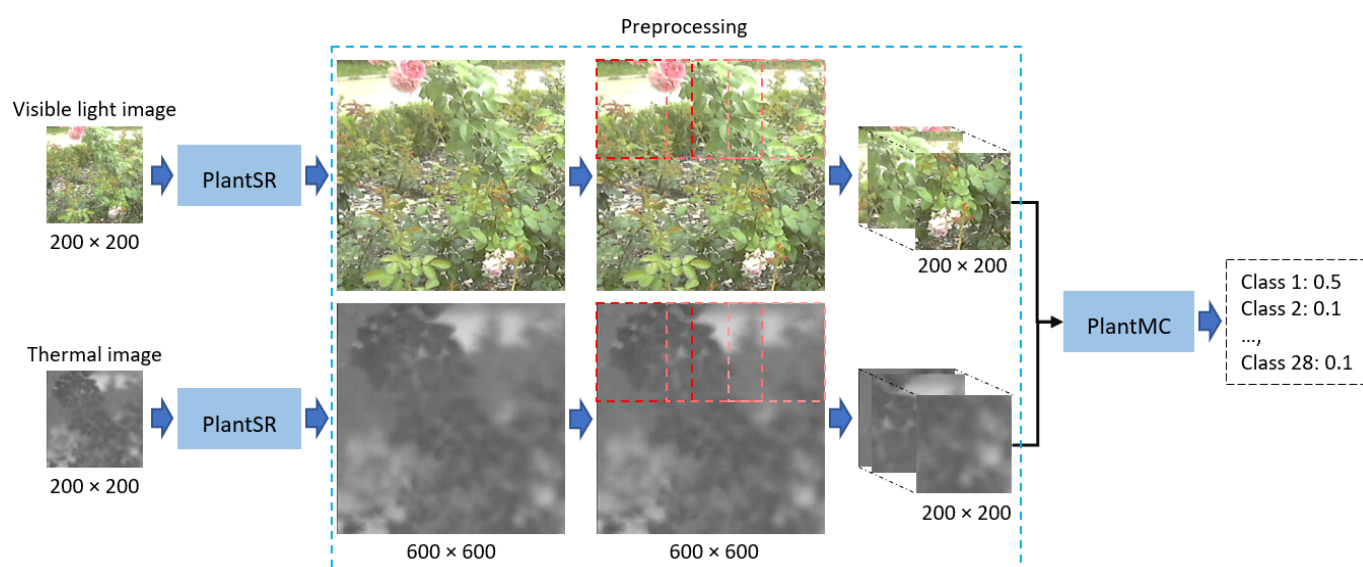 Preprocessing
Visible light image
200 × 200
PlantSR
200 × 200
Thermal image
200 × 200
PlantSR
600 × 600
600 × 600
200 × 200
PlantMC
Class 1: 0.5
Class 2: 0.1
…,
Class 28: 0.1